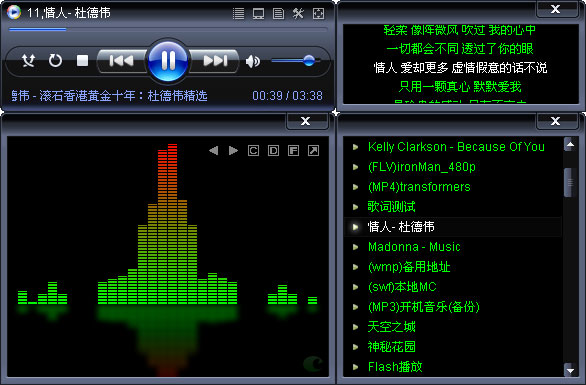 11,情人- 杜德伟
伟 - 滚石香港黄金十年：杜德伟精选
00:39 / 03:38
轻柔 像阵微风 吹过 我的心中
一切都会不同 透过了你的眼
情人 爱却更多 虚情假意的话不说
只用一颗真心 默默爱我
C D F
Kelly Clarkson - Because Of You
(FLV)ironMan_480p
(MP4)transformers
歌词测试
情人- 杜德伟
Madonna - Music
(wmp)备用地址
(swf)本地MC
(MP3)开机音乐(备份)
天空之城
神秘花园
Flash播放